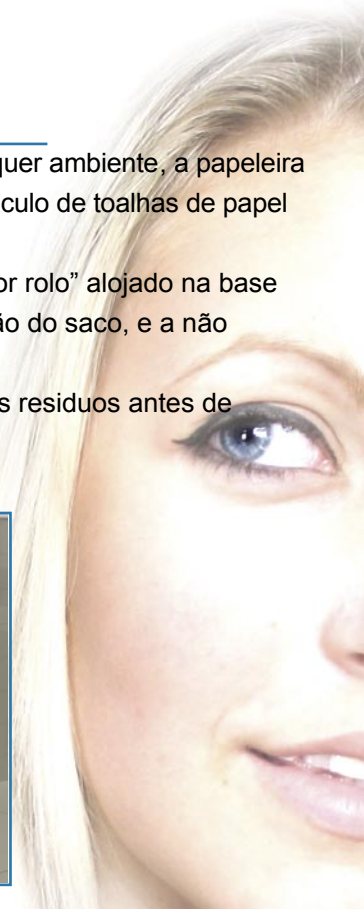 quer ambiente, a papeleira
culo de toalhas de papel
or rolo” alojado na base
ão do saco, e a não
s residuos antes de